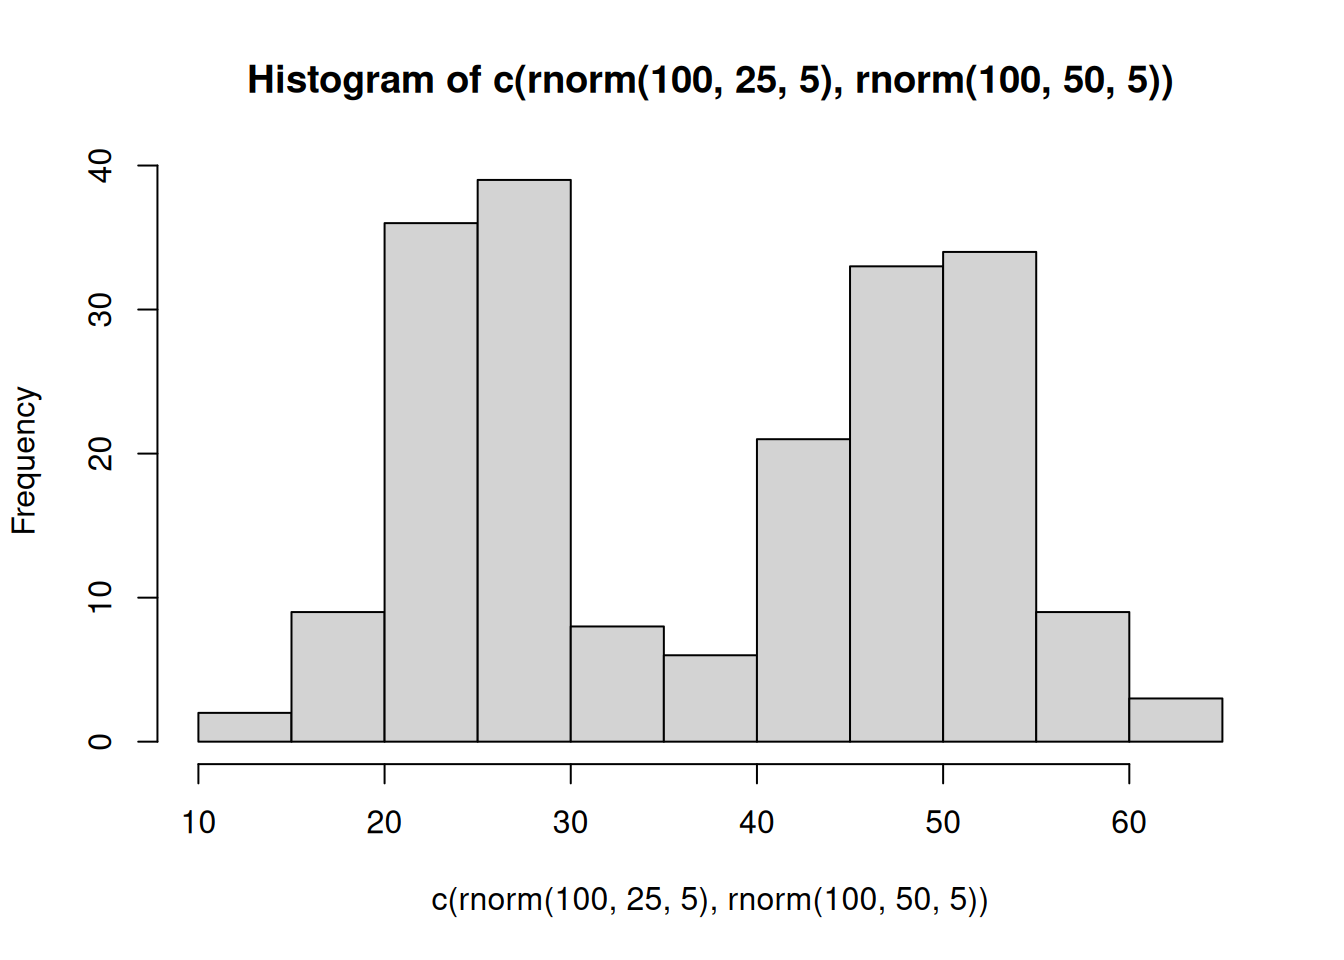 Histogram of c(rnorm(100, 25, 5), rnorm(100, 50, 5))
Frequency
40
30
20
10
0
10 20 30 40 50 60
c(rnorm(100, 25, 5), rnorm(100, 50, 5))